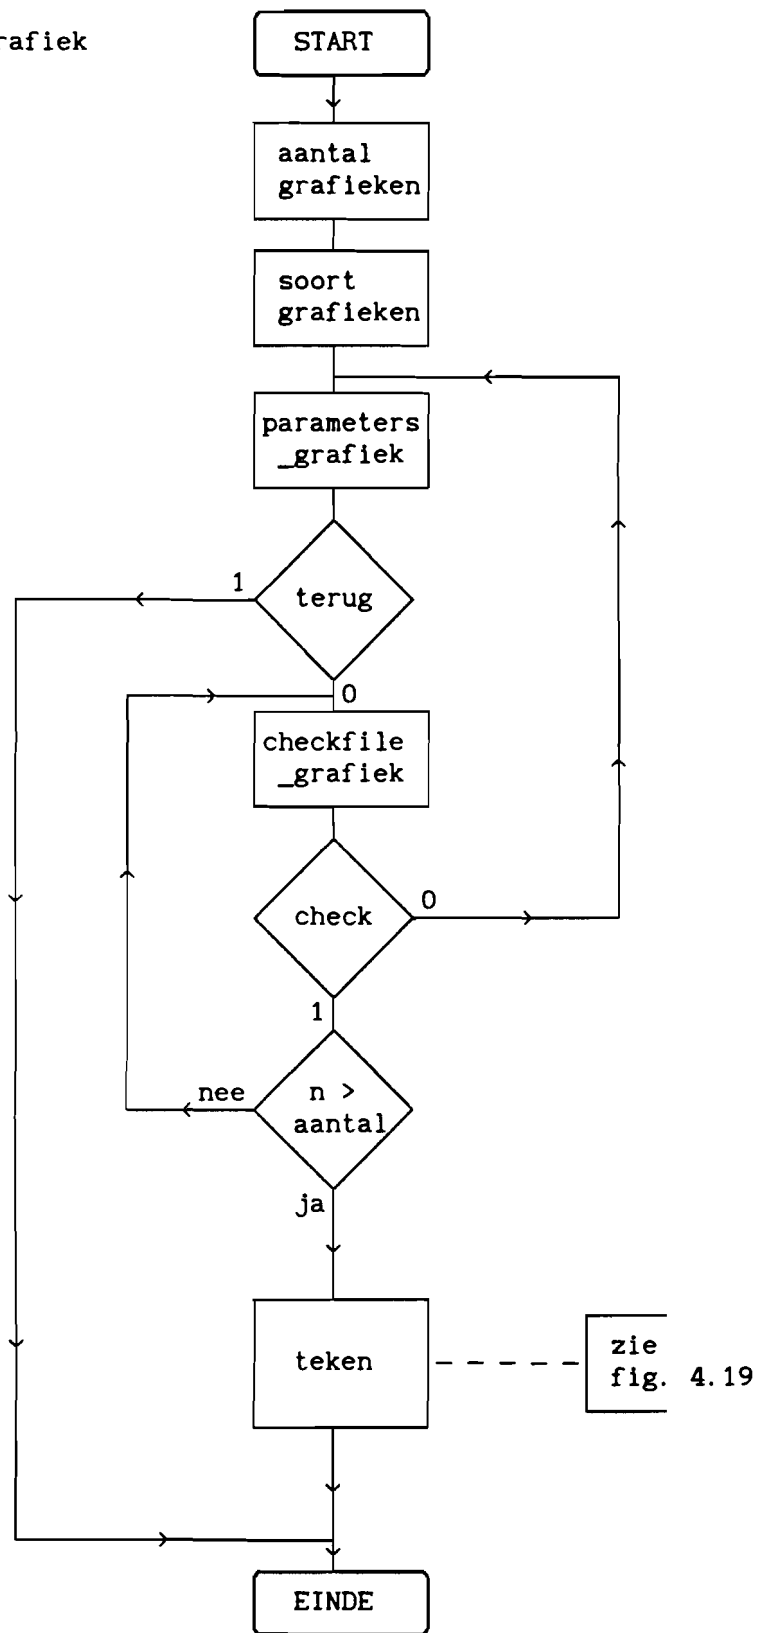 rafiek
START
aantal
grafieken
soort
grafieken
parameters
_grafiek
terug
1
0
checkfile
_grafiek
check
0
1
n >
aantal
nee
ja
teken
zie
fig. 4.19
EINDE